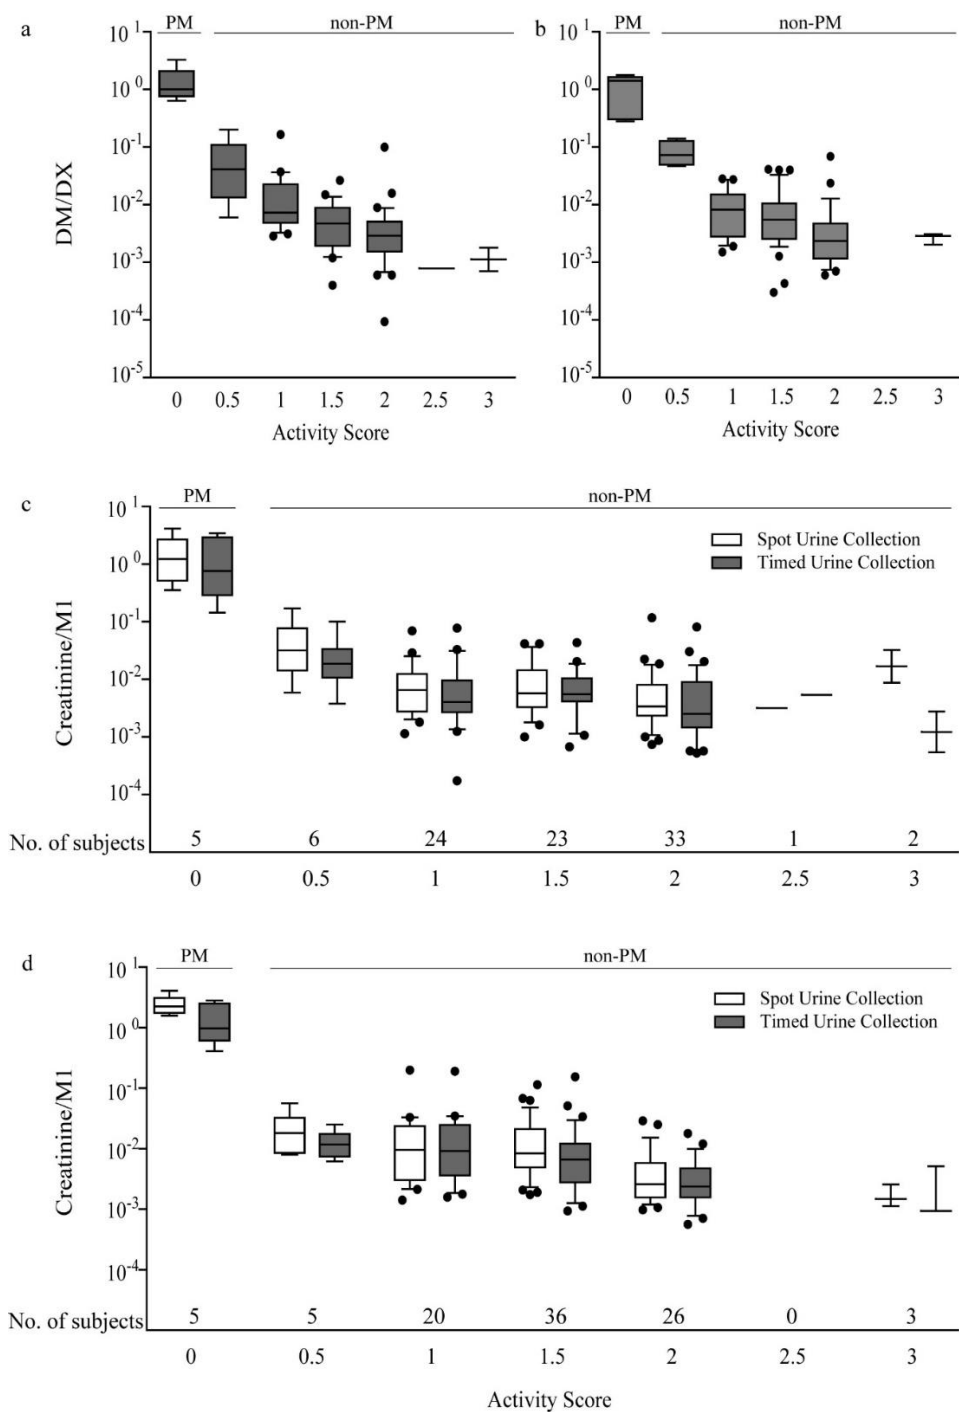 a
PM
non-PM
10 1
10 0
10 -1
10 -2
10 -3
10 -4
10 -5
DM/DX
0 0.5 1 1.5 2 2.5 3
Activity Score
b
PM
non-PM
10 1
10 0
10 -1
10 -2
10 -3
10 -4
10 -5
0 0.5 1 1.5 2 2.5 3
Activity Score
c
PM
non-PM
Spot Urine Collection
Timed Urine Collection
10 1
10 0
10 -1
10 -2
10 -3
10 -4
Creatinine/M1
No. of subjects 5 6 24 23 33 1 2
0 0.5 1 1.5 2 2.5 3
d
PM
non-PM
Spot Urine Collection
Timed Urine Collection
10 1
10 0
10 -1
10 -2
10 -3
10 -4
Creatinine/M1
No. of subjects 5 5 20 36 26 0 3
0 0.5 1 1.5 2 2.5 3
Activity Score